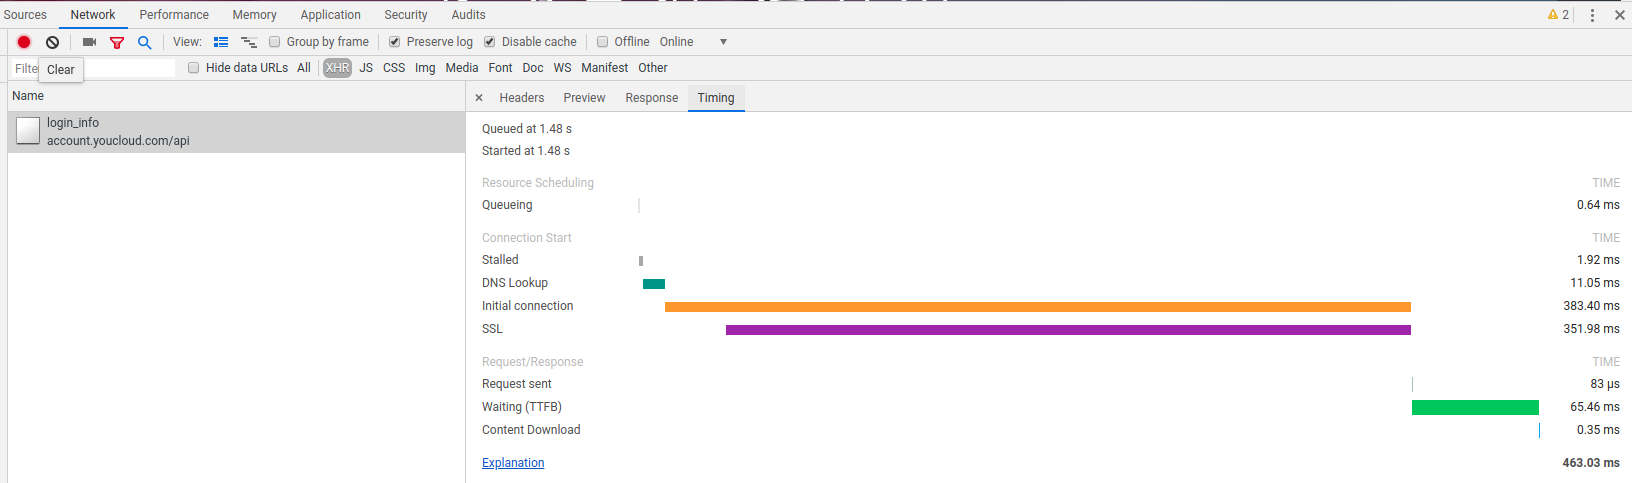 Sources Network Performance Memory Application Security Audits 2
View: Group by frame Preserve log Disable cache Offline Online
Filte Clear Hide data URLs All XHR JS CSS Img Media Font Doc WS Manifest Other
Name
login_info
account.youcloud.com/api
Headers Preview Response Timing
Queued at 1.48 s
Started at 1.48 s
Resource Scheduling TIME
Queueing 0.64 ms
Connection Start TIME
Stalled 1.92 ms
DNS Lookup 11.05 ms
Initial connection 383.40 ms
SSL 351.98 ms
Request/Response TIME
Request sent 83 μs
Waiting (TTFB) 65.46 ms
Content Download 0.35 ms
Explanation 463.03 ms